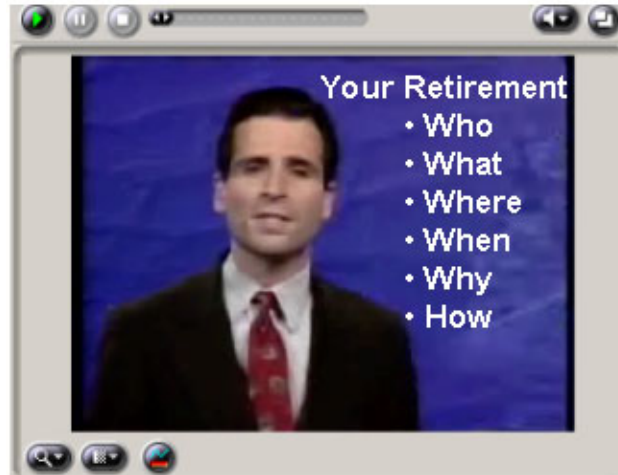 Your Retirement
• Who
• What
• Where
• When
• Why
• How